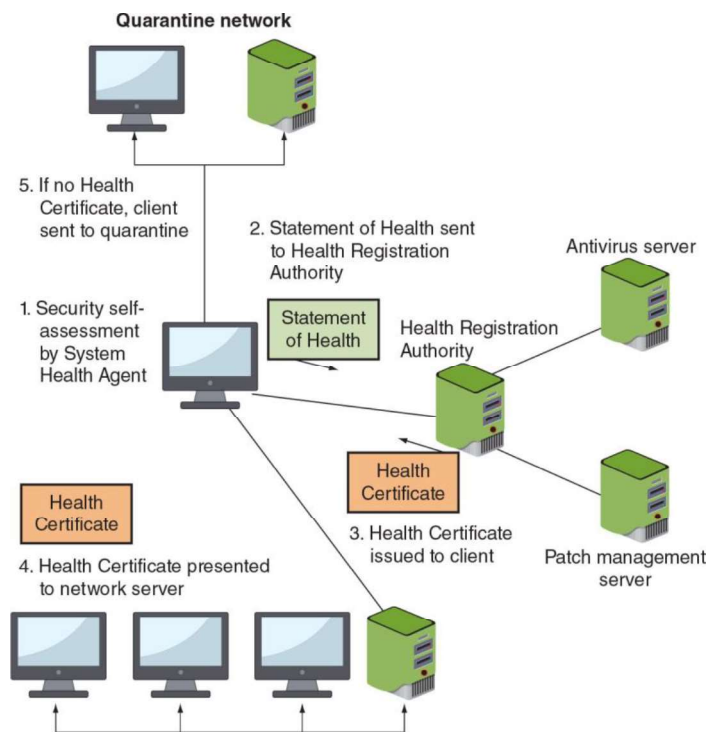 Quarantine network
5. If no Health
Certificate, client
sent to quarantine
2. Statement of Health sent
to Health Registration
Authority
Antivirus server
1. Security self-
assessment
by System
Health Agent
Statement
of Health
Health Registration
Authority
Health
Certificate
Health
Certificate
3. Health Certificate
issued to client
4. Health Certificate presented
to network server
Patch management
server